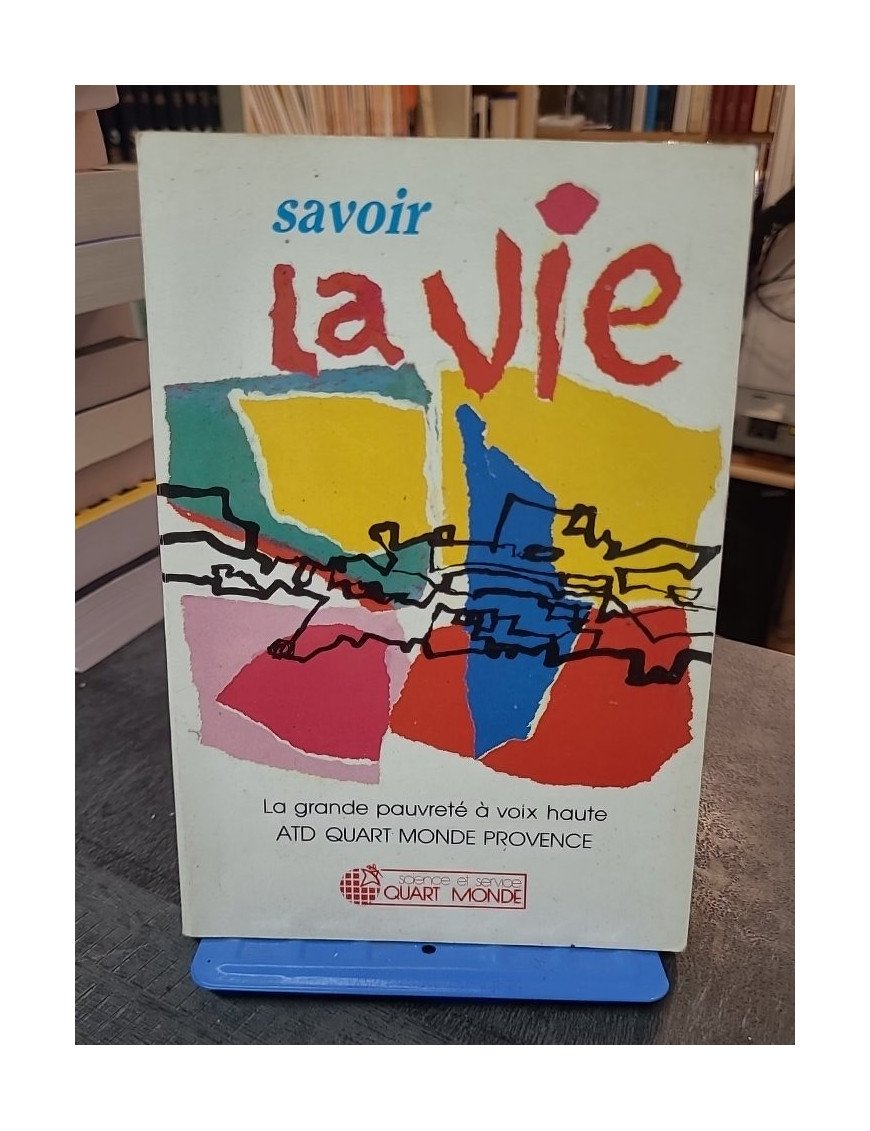 savoir
La vie
La grande pauvreté à voix haute
ATD QUART MONDE PROVENCE
science et service
QUART MONDE